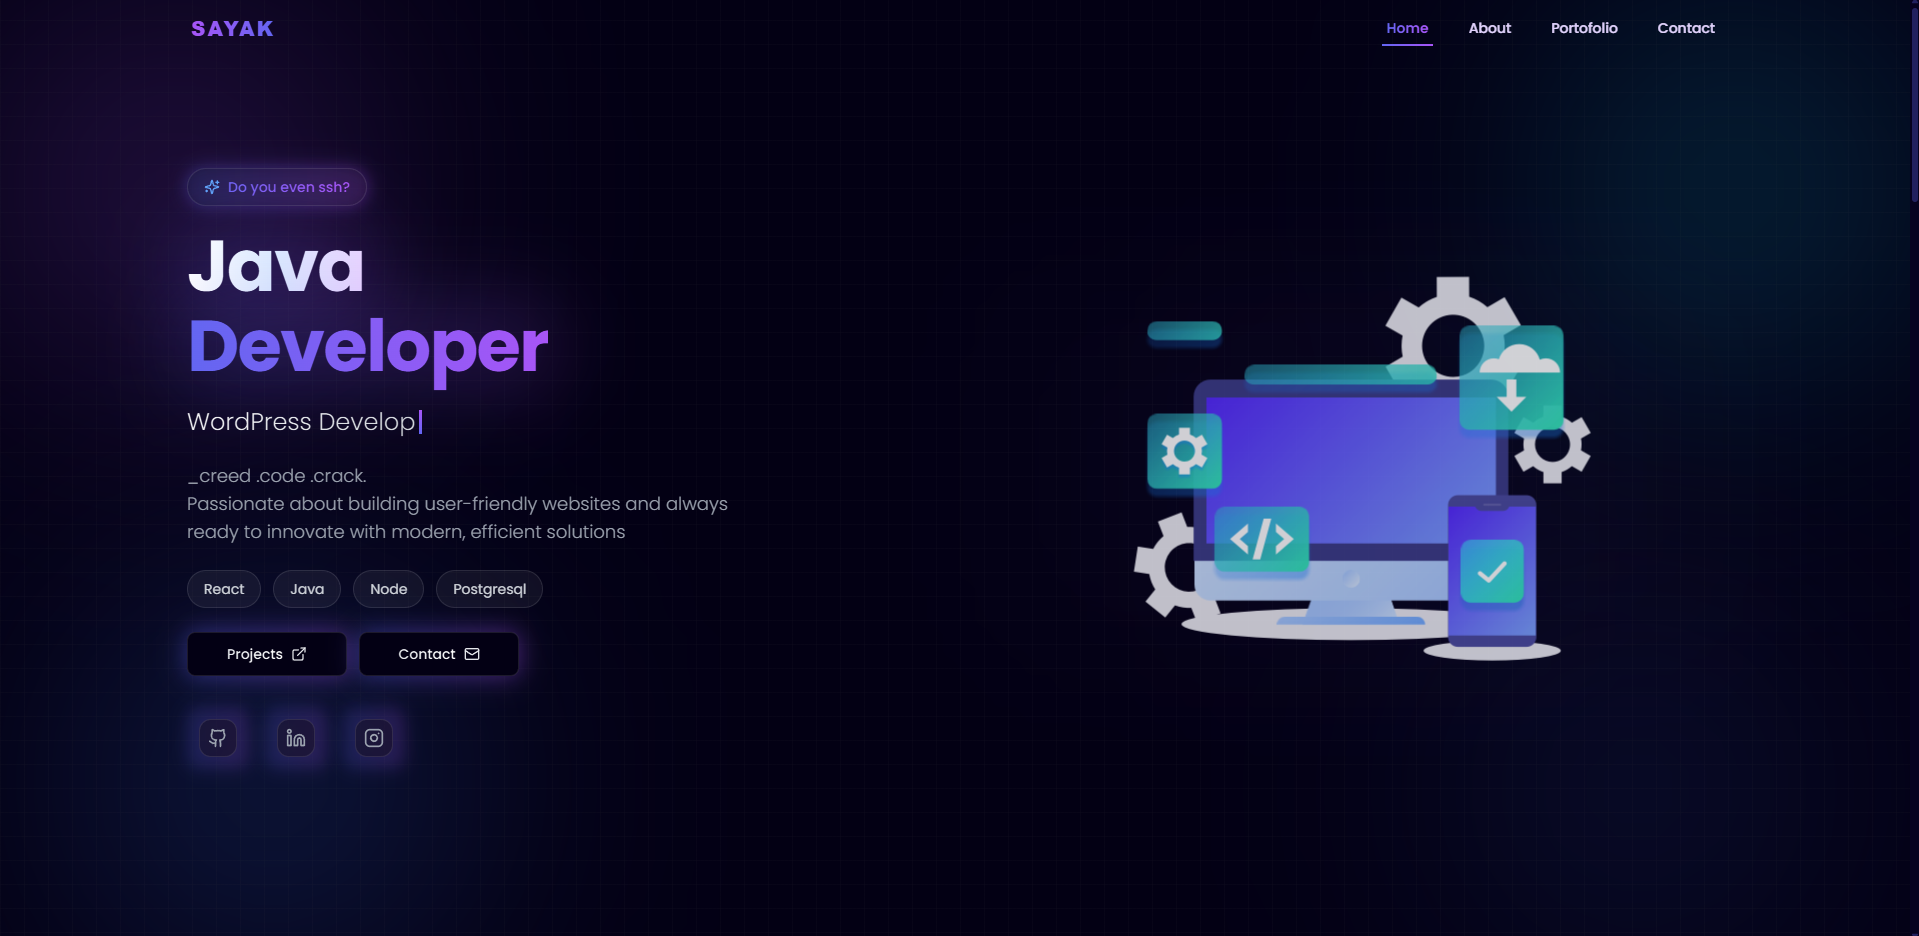 SAYAK
Home About Portofolio Contact
Do you even ssh?
Java
Developer
WordPress Develop
_creed .code .crack.
Passionate about building user-friendly websites and always
ready to innovate with modern, efficient solutions
React Java Node Postgresql
Projects Contact